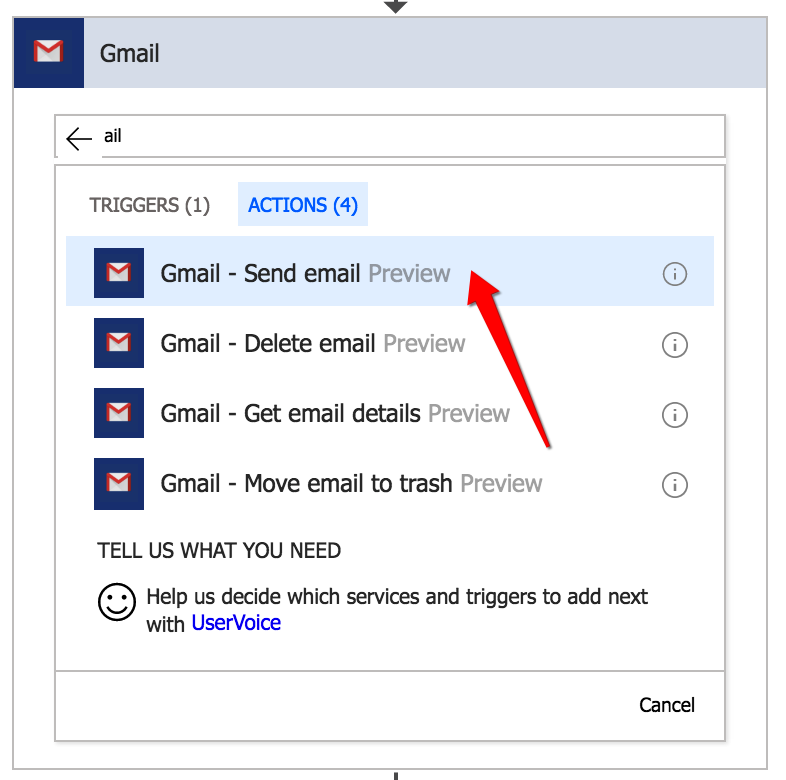 Gmail
ail
TRIGGERS (1) ACTIONS (4)
Gmail - Send email Preview
Gmail - Delete email Preview
Gmail - Get email details Preview
Gmail - Move email to trash Preview
TELL US WHAT YOU NEED
Help us decide which services and triggers to add next
with UserVoice
Cancel